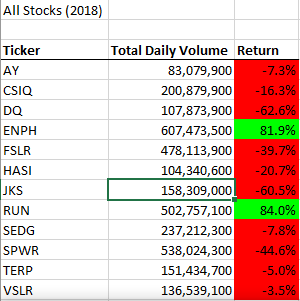 All Stocks (2018)
Ticker Total Daily Volume Return
AY 83,079,900 -7.3%
CSIQ 200,879,900 -16.3%
DQ 107,873,900 -62.6%
ENPH 607,473,500 81.9%
FSLR 478,113,900 -39.7%
HASI 104,340,600 -20.7%
JKS 158,309,000 -60.5%
RUN 502,757,100 84.0%
SEDG 237,212,300 -7.8%
SPWR 538,024,300 -44.6%
TERP 151,434,700 -5.0%
VSLR 136,539,100 -3.5%